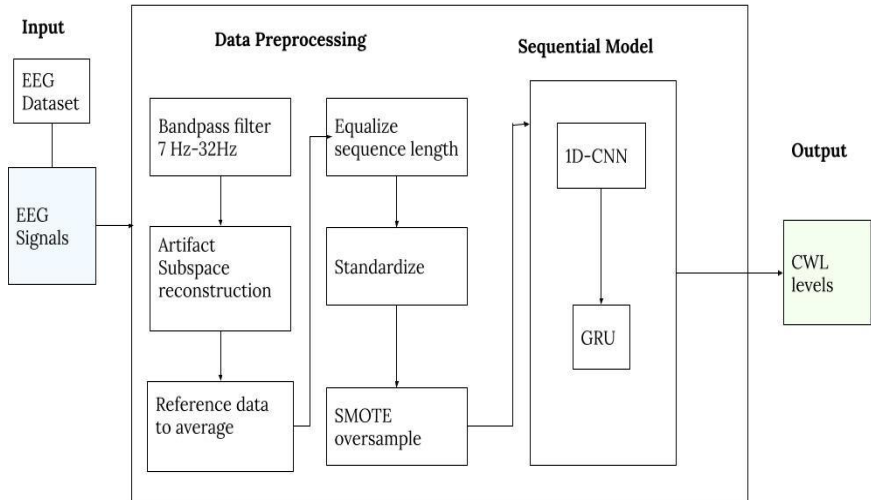 Input
EEG
Dataset
EEG
Signals
Data Preprocessing
Bandpass filter
7 Hz-32Hz
Artifact
Subspace
reconstruction
Reference data
to average
Equalize
sequence length
Standardize
SMOTE
oversample
Sequential Model
1D-CNN
GRU
Output
CWL
levels